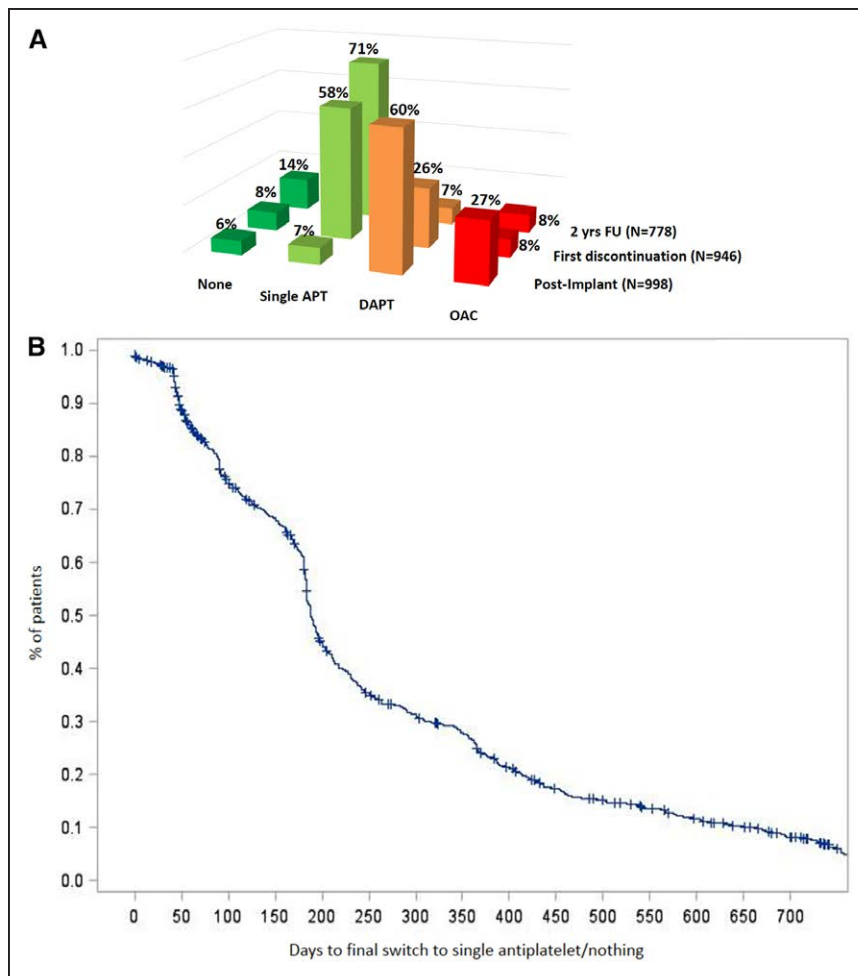 A
71%
58%
60%
14%
26%
8%
7%
27%
6%
7%
8%
8%
2 yrs FU (N=778)
First discontinuation (N=946)
Post-Implant (N=998)
None
Single APT
DAPT
OAC
B
1.0
0.9
0.8
0.7
0.6
0.5
0.4
0.3
0.2
0.1
0.0
% of patients
0 50 100 150 200 250 300 350 400 450 500 550 600 650 700
Days to final switch to single antiplatelet/nothing